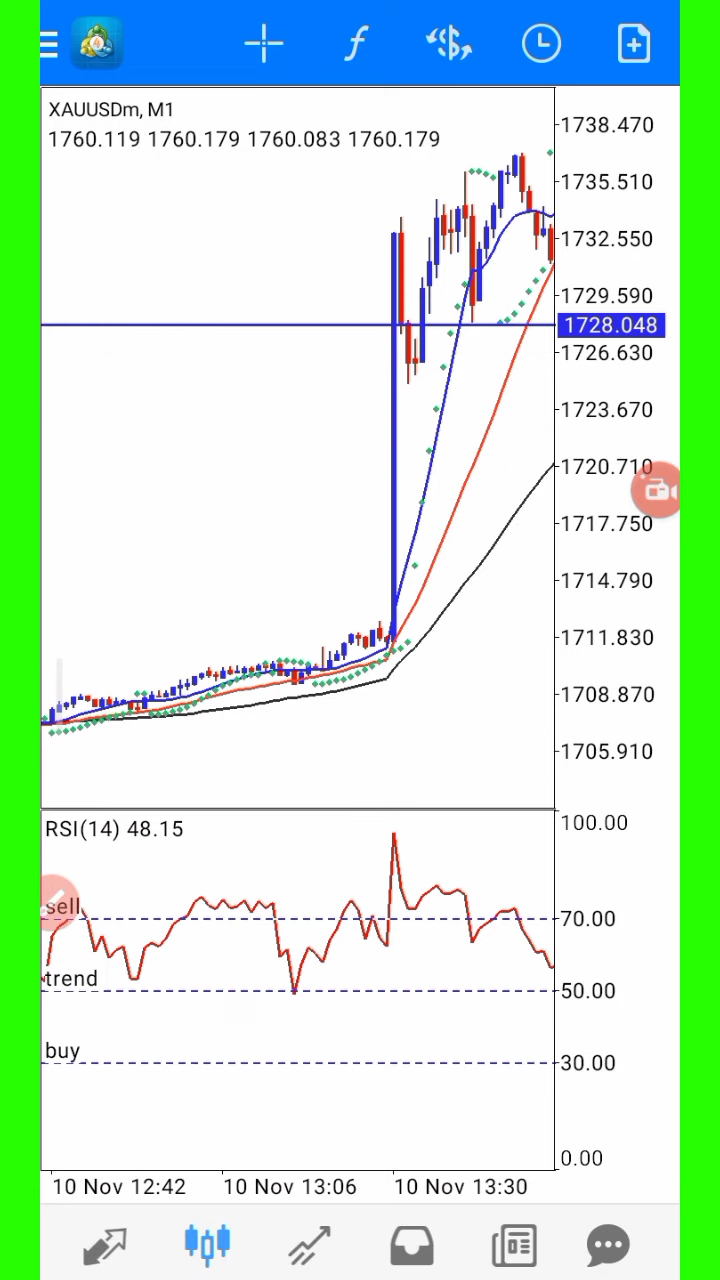 XAUUSDm, M1
1760.119 1760.179 1760.083 1760.179
1738.470
1735.510
1732.550
1729.590
1728.048
1726.630
1723.670
1720.710
1717.750
1714.790
1711.830
1708.870
1705.910
RSI(14) 48.15
100.00
sell
70.00
trend
50.00
buy
30.00
0.00
10 Nov 12:42 10 Nov 13:06 10 Nov 13:30